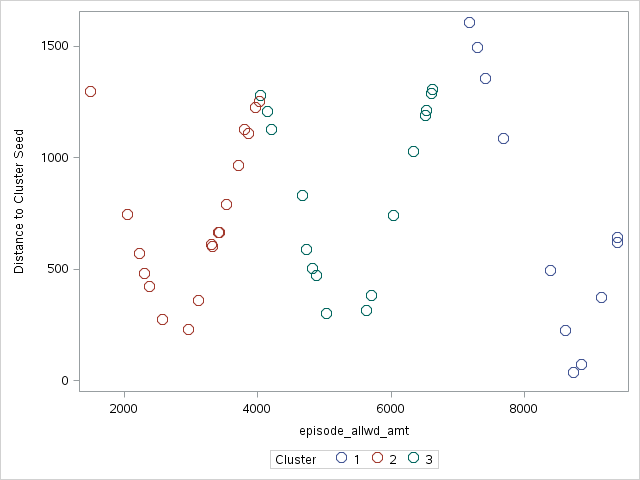 1500
1000
500
0
Distance to Cluster Seed
2000 4000 6000 8000
episode_allwd_amt
Cluster 1 2 3